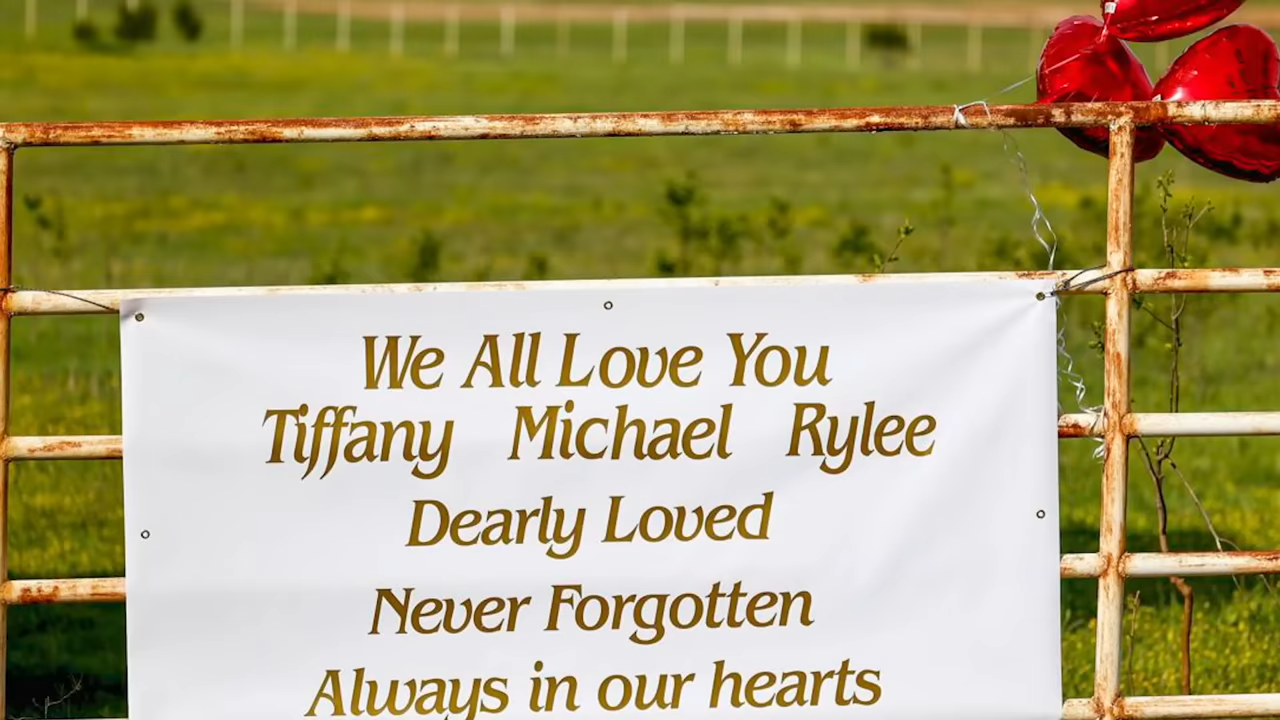 We All Love You
Tiffany Michael Rylee
Dearly Loved
Never Forgotten
Always in our hearts